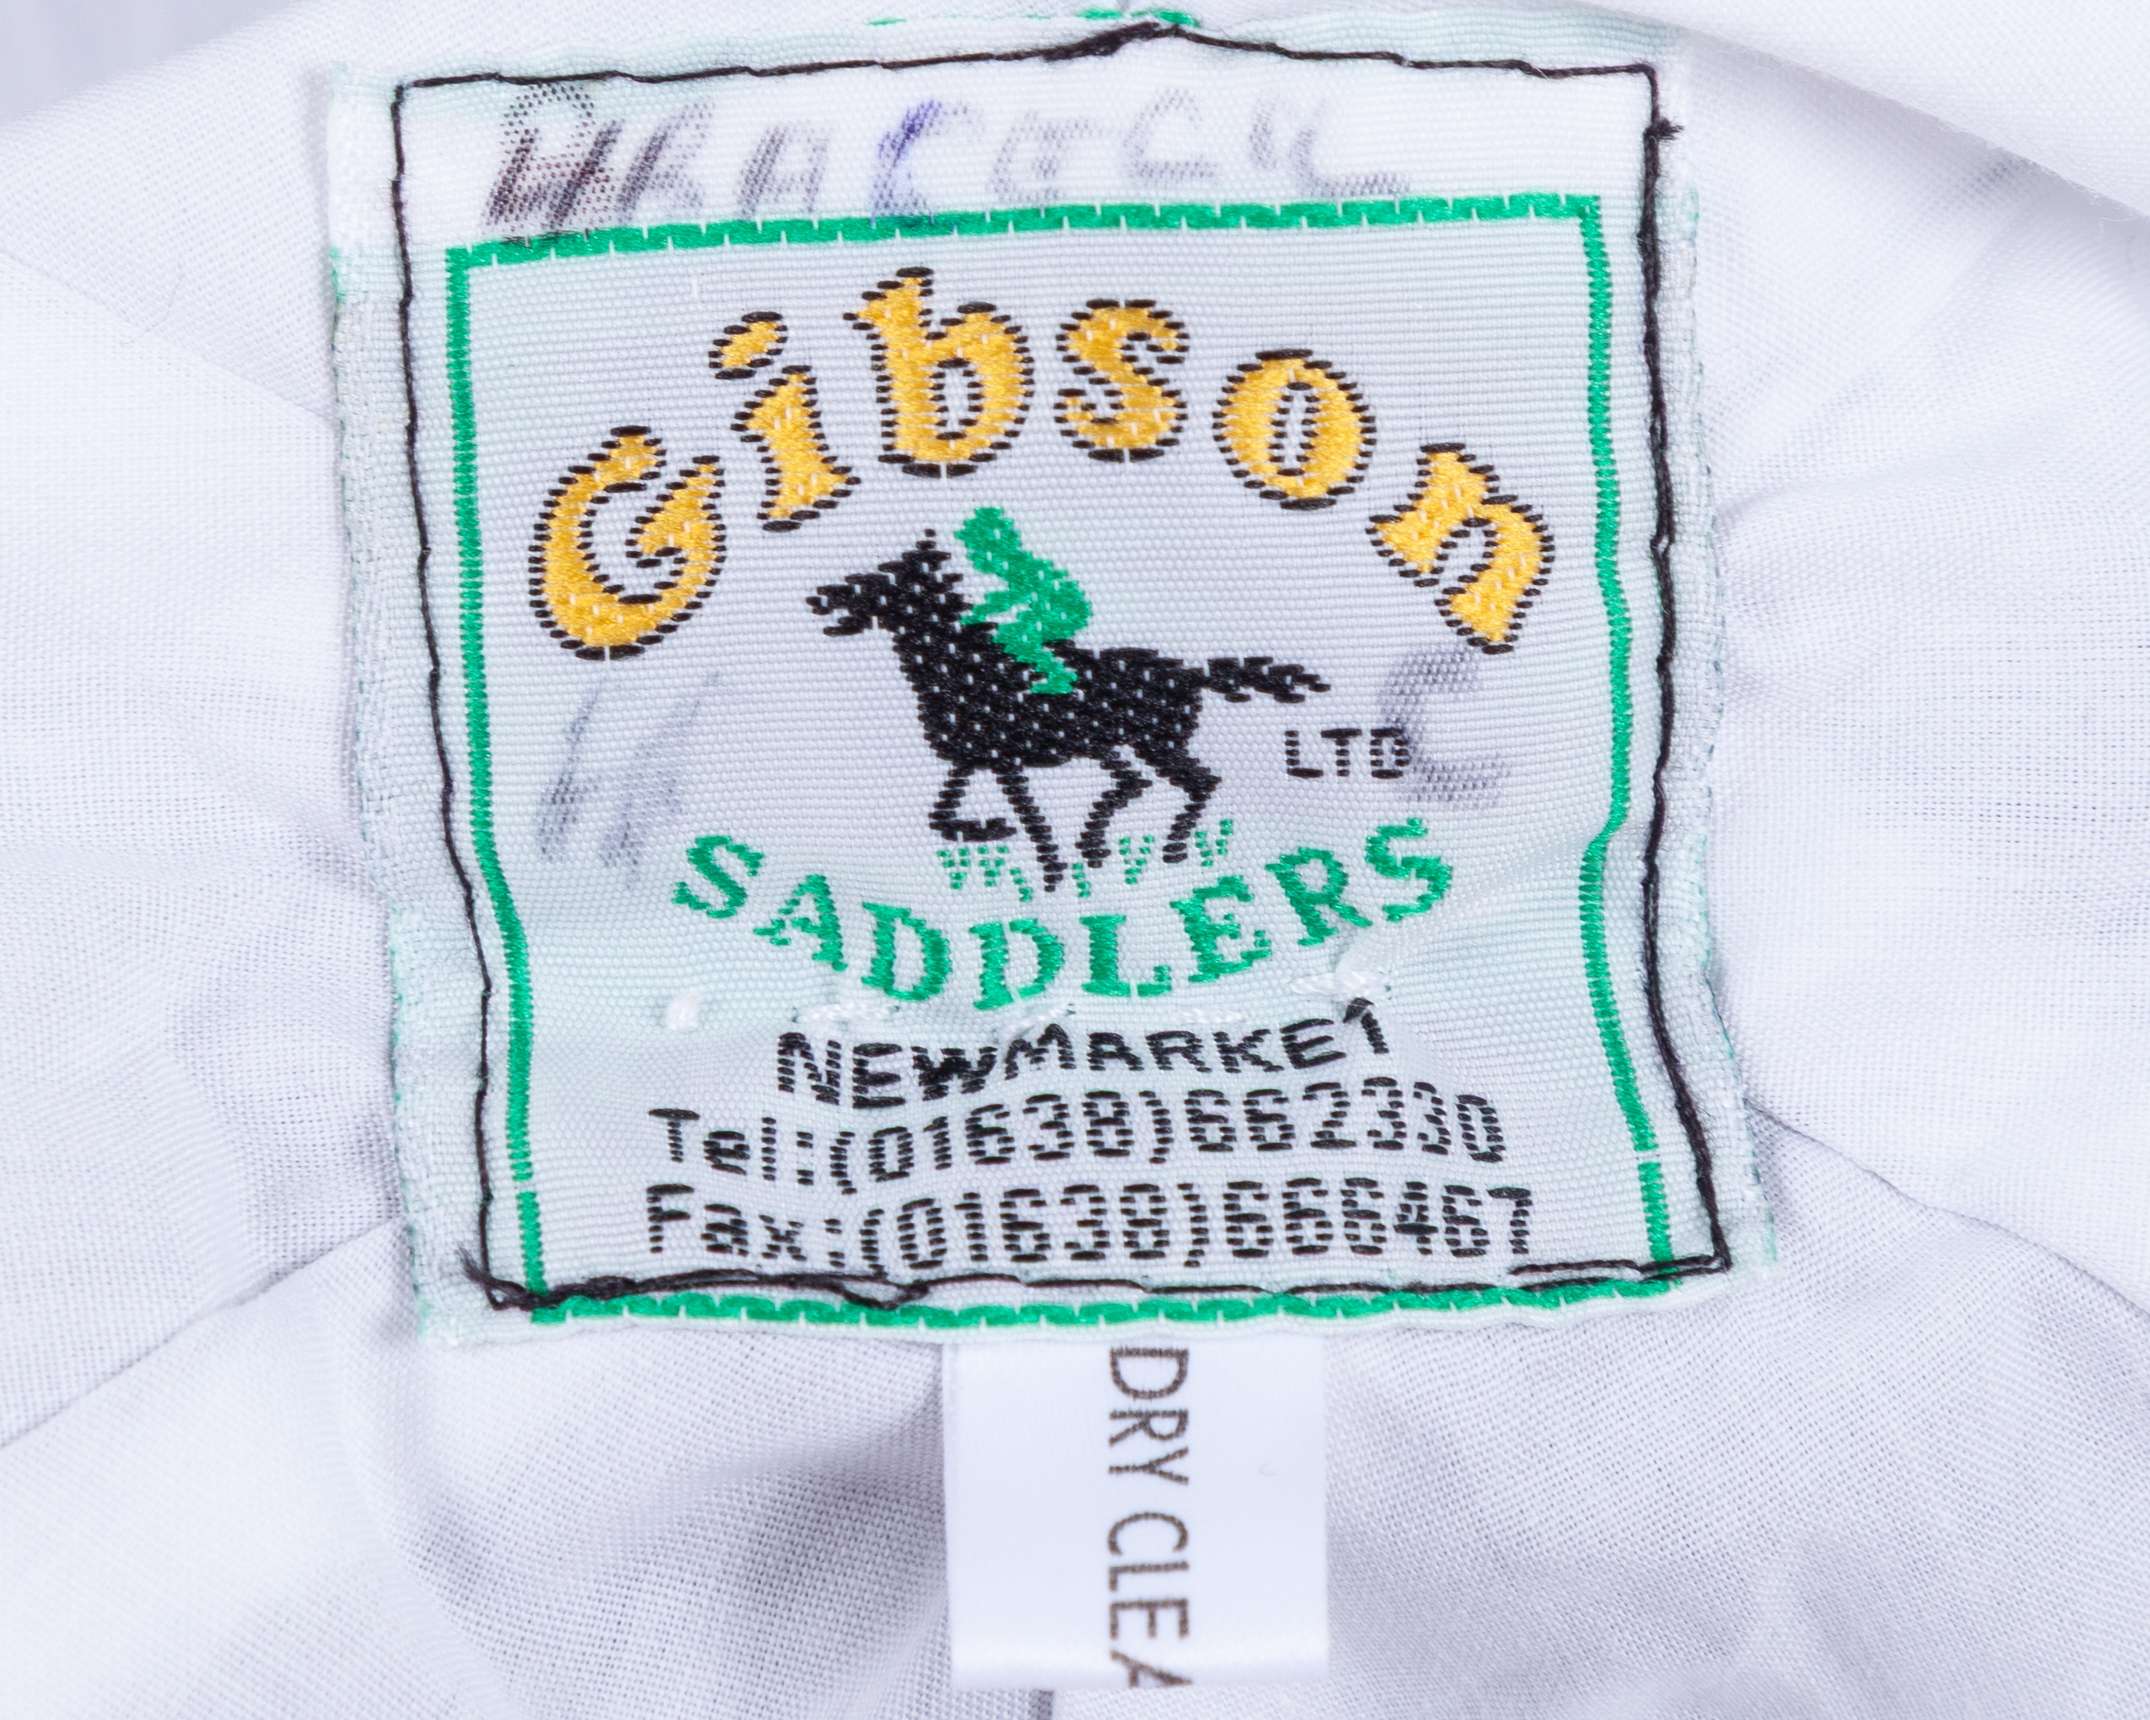 Gibson
LTD
SADDLERS
NEWMARKET
Tel:(01638)662330
Fax:(01638)666467
DRY CLEA